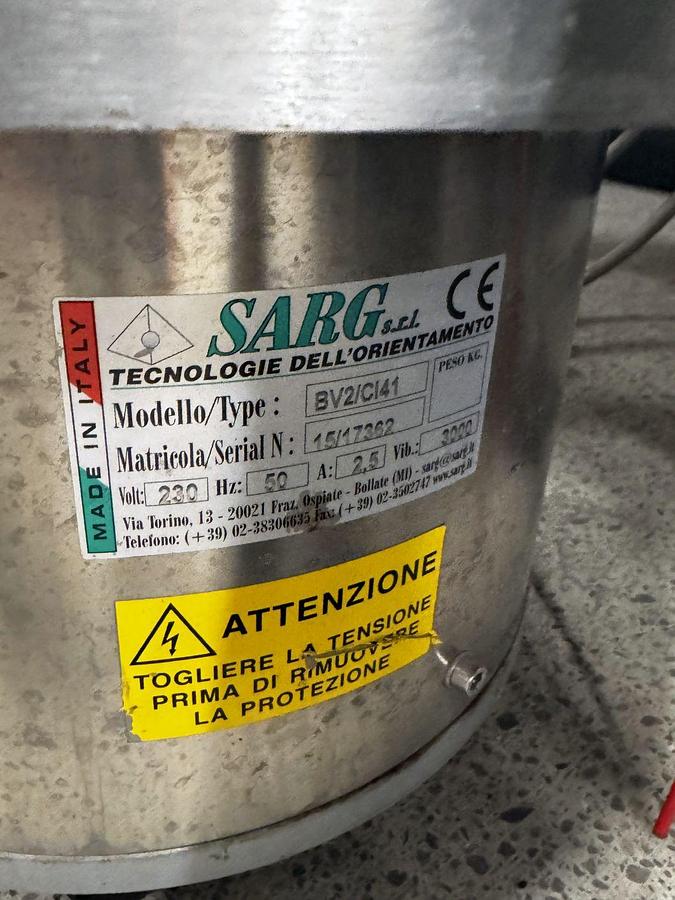 MADE IN ITALY
SARG s.r.l. CE
TECNOLOGIE DELL'ORIENTAMENTO
Modello/Type : BV2/CI41 PESO KG.
Matricola/Serial N : 15/17362
Volt: 230 Hz: 50 A: 2,5 Vib.: 3000
Via Torino, 13 - 20021 Fraz. Ospiate - Bollate (MI) - sarg@sarg.it
Telefono: (+39) 02-38306635 Fax: (+39) 02-3502747 www.sarg.it
ATTENZIONE
TOGLIERE LA TENSIONE
PRIMA DI RIMUOVERE
LA PROTEZIONE